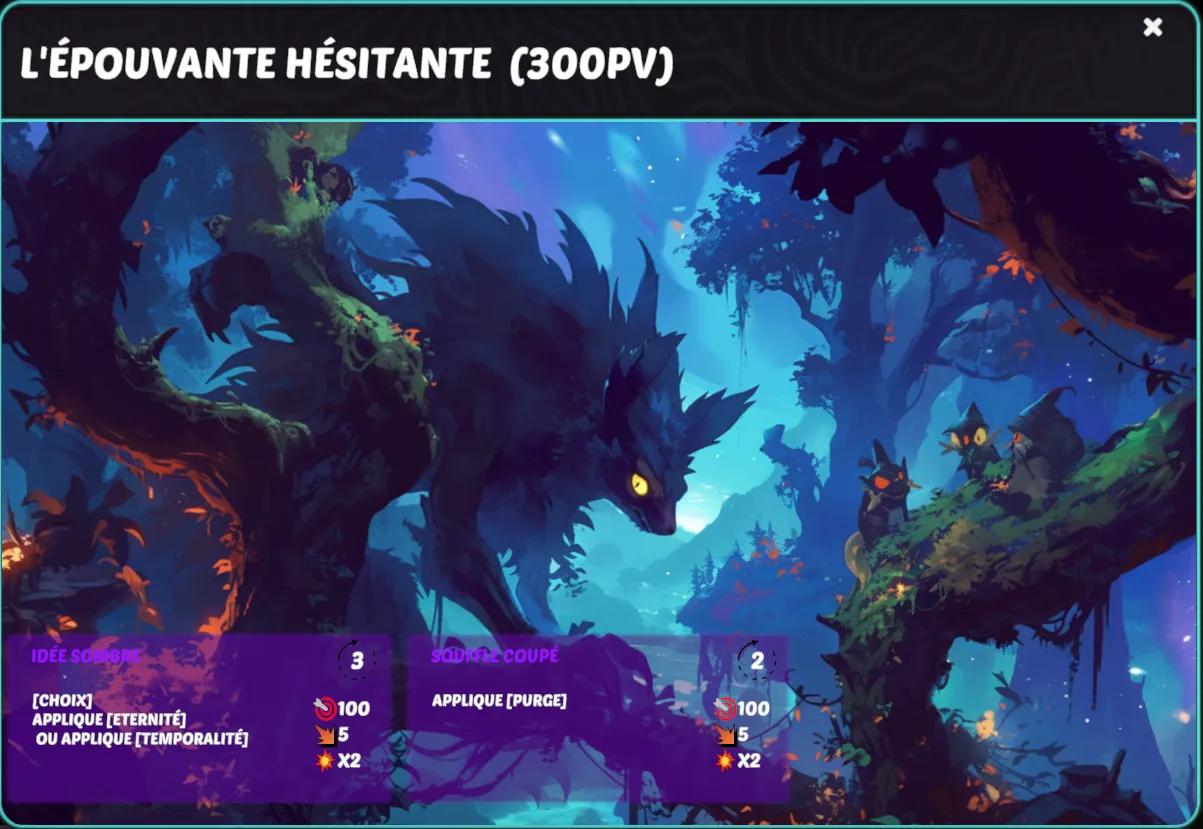 L'ÉPOUVANTE HÉSITANTE (300PV)
IDÉE SOMBRE
3
[CHOIX]
APPLIQUE [ETERNITÉ]
OU APPLIQUE [TEMPORALITÉ]
100
5
X2
SOUFFLE COUPÉ
2
APPLIQUE [PURGE]
100
5
X2